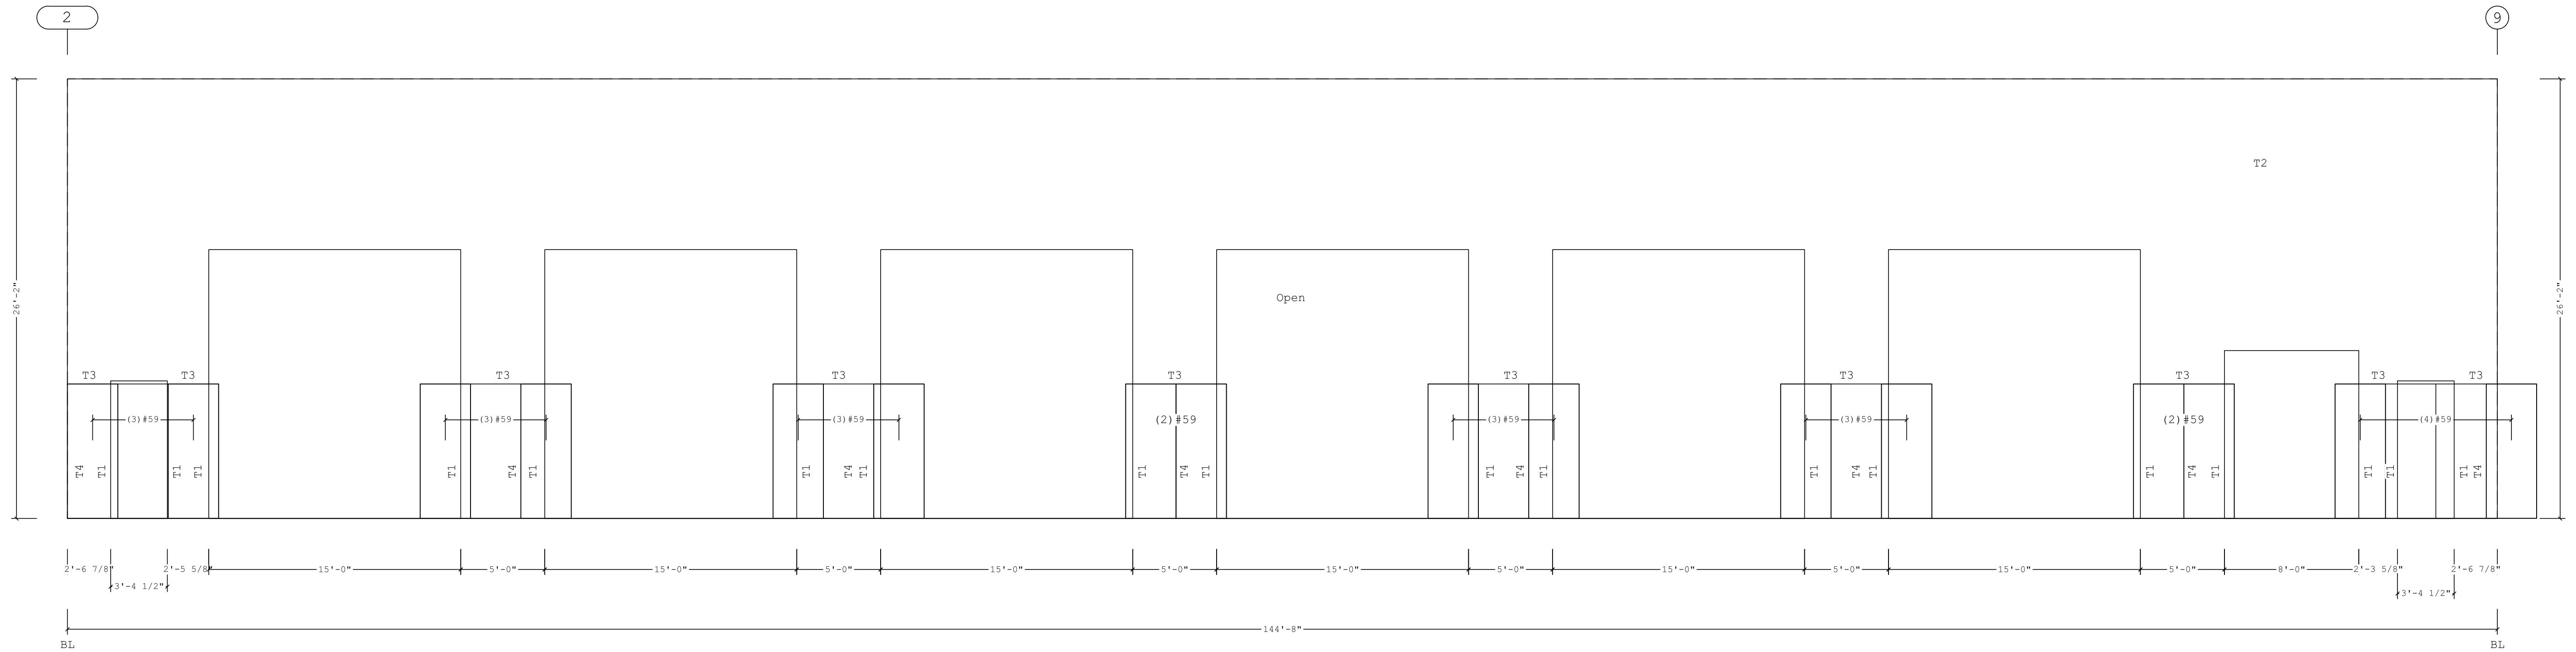 2
9
26'-2"
26'-2"
T2
Open
T3
T3
T3
T3
T3
T3
T3
T3
T3
T3
(3)#59
(3)#59
(3)#59
(2)#59
(3)#59
(3)#59
(2)#59
(4)#59
T4
T1
T1
T1
T1
T4
T1
T1
T4
T1
T1
T4
T1
T1
T4
T1
T1
T4
T1
T1
T4
T1
T1
T1
T1
T4
2'-6 7/8"
2'-5 5/8"
15'-0"
5'-0"
15'-0"
5'-0"
15'-0"
5'-0"
15'-0"
5'-0"
15'-0"
5'-0"
15'-0"
5'-0"
8'-0"
2'-3 5/8"
2'-6 7/8"
3'-4 1/2"
3'-4 1/2"
144'-8"
BL
BL